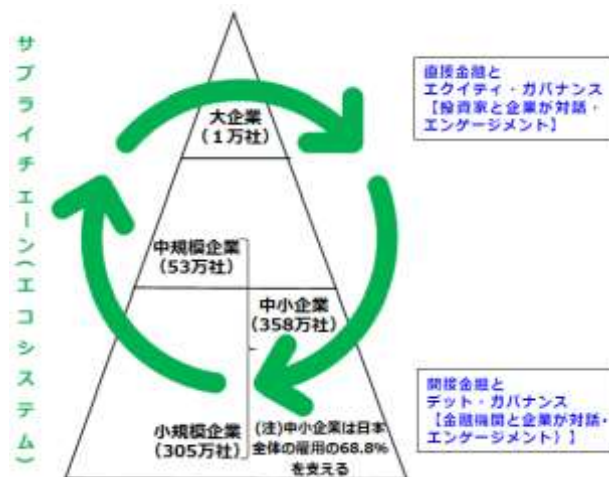 サプライチェーン(エコシステム)
大企業
(1万社)
中規模企業
(53万社)
中小企業
(358万社)
小規模企業
(305万社)
(注)中小企業は日本
全体の雇用の68.8%
を支える
直接金融と
エクイティ・ガバナンス
【投資家と企業が対話・
エンゲージメント】
間接金融と
デット・ガバナンス
【金融機関と企業が対話・
エンゲージメント）】